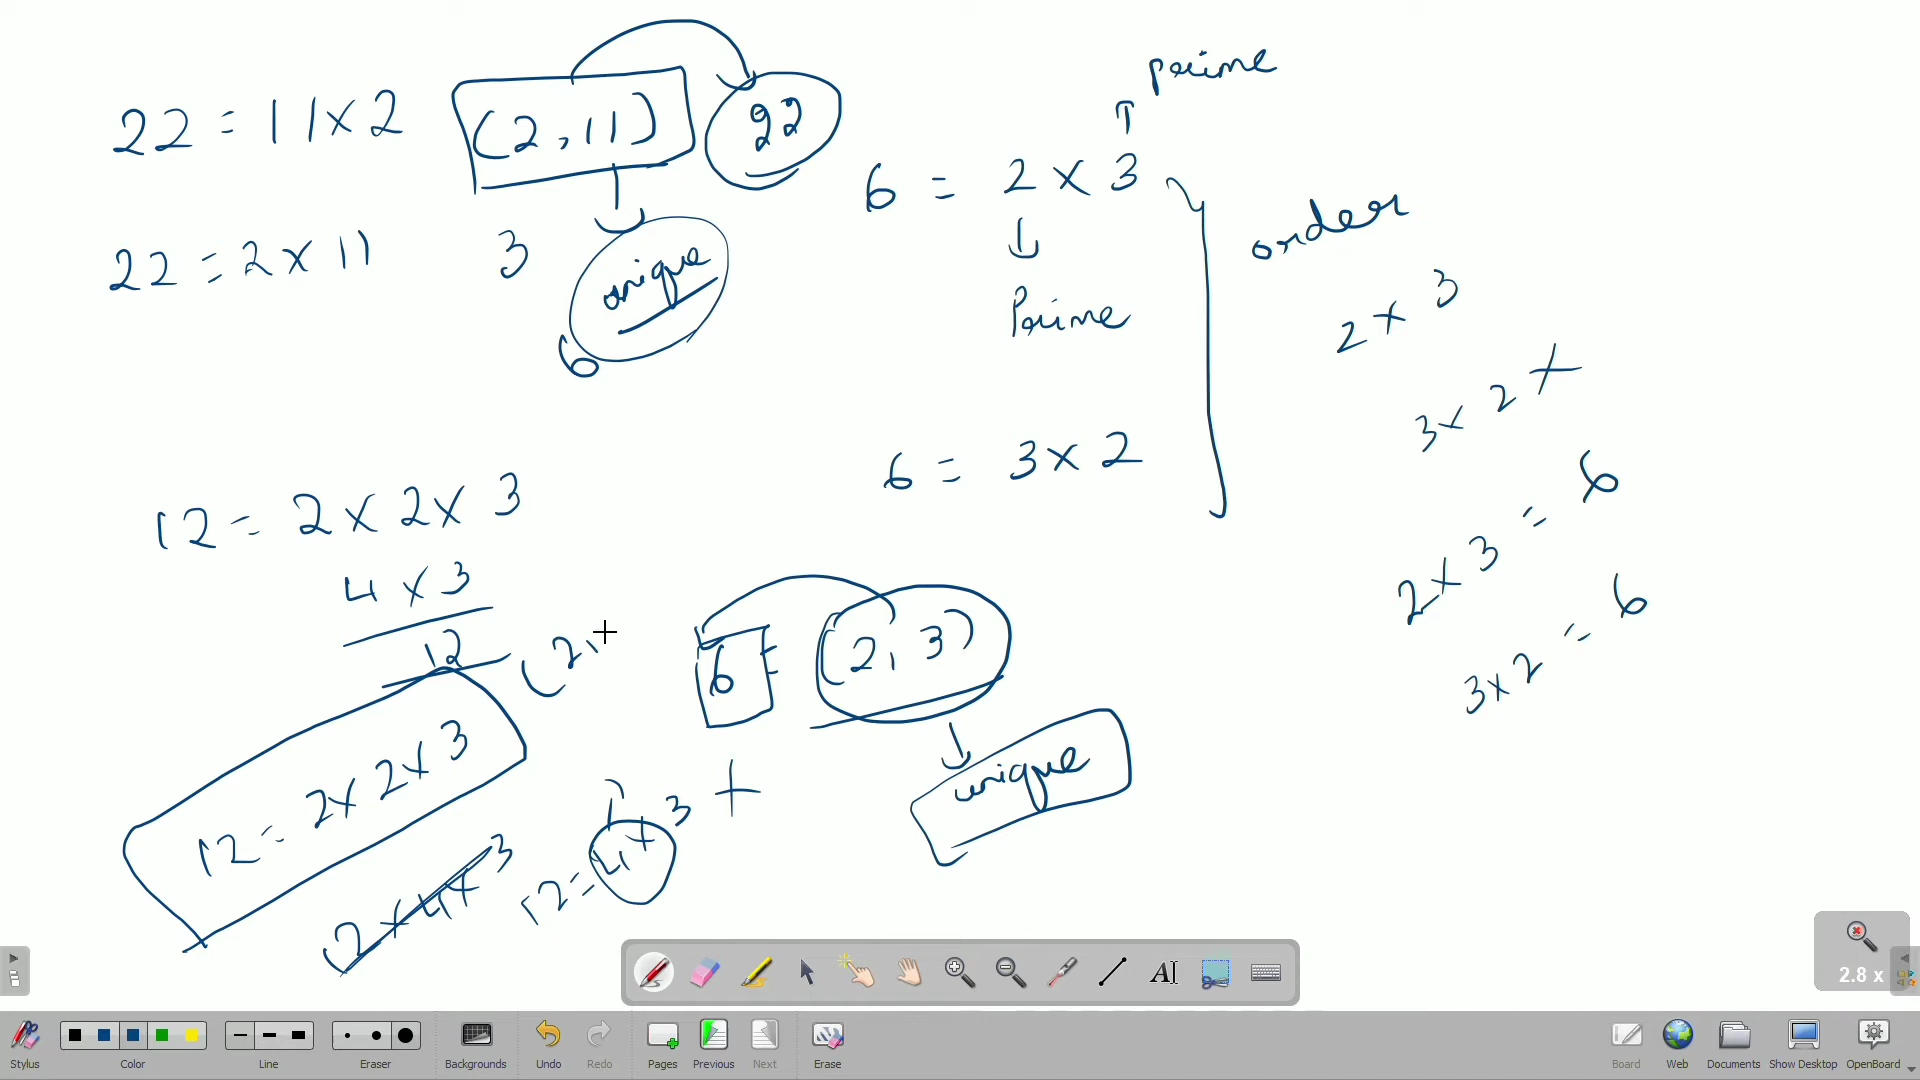 22 = 11 x 2
(2, 11)
22
22 = 2 x 11
3
unique
6
prime
6 = 2 x 3
Prime
order
2 x 3
3 x 2 x
6 = 3 x 2
2 x 3 = 6
3 x 2 = 6
12 = 2 x 2 x 3
4 x 3
12
(2,
6 = (2, 3)
unique
12 = 2 x 2 x 3
2 x 4 x 3
12 = 4 x 3
2.8 x
Stylus
Color
Line
Eraser
Backgrounds
Undo
Redo
Pages
Previous
Next
Erase
Board
Web
Documents
Show Desktop
OpenBoard